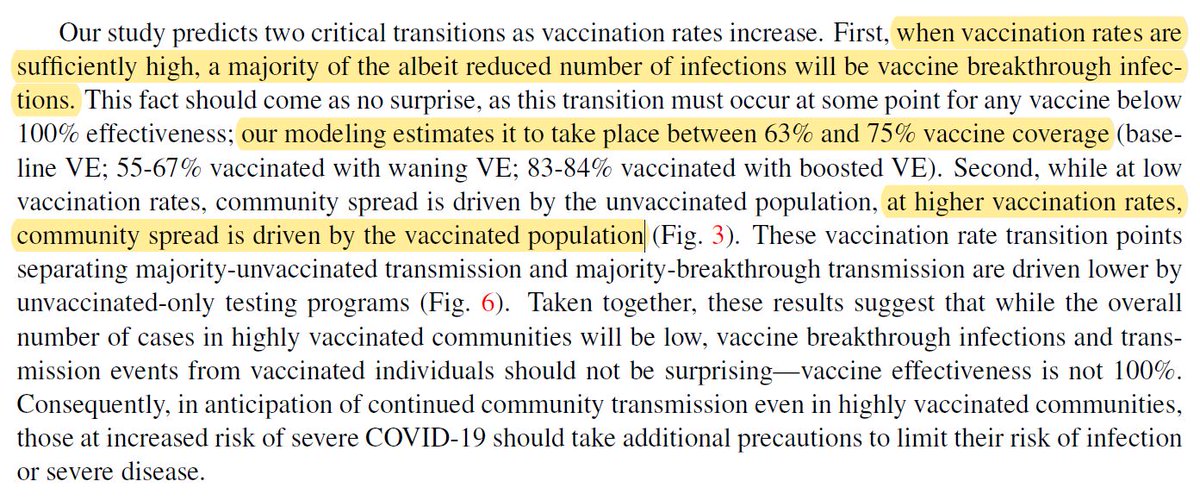 Our study predicts two critical transitions as vaccination rates increase. First, when vaccination rates are
sufficiently high, a majority of the albeit reduced number of infections will be vaccine breakthrough infec-
tions. This fact should come as no surprise, as this transition must occur at some point for any vaccine below
100% effectiveness; our modeling estimates it to take place between 63% and 75% vaccine coverage (base-
line VE; 55-67% vaccinated with waning VE; 83-84% vaccinated with boosted VE). Second, while at low
vaccination rates, community spread is driven by the unvaccinated population, at higher vaccination rates,
community spread is driven by the vaccinated population (Fig. 3). These vaccination rate transition points
separating majority-unvaccinated transmission and majority-breakthrough transmission are driven lower by
unvaccinated-only testing programs (Fig. 6). Taken together, these results suggest that while the overall
number of cases in highly vaccinated communities will be low, vaccine breakthrough infections and trans-
mission events from vaccinated individuals should not be surprising—vaccine effectiveness is not 100%.
Consequently, in anticipation of continued community transmission even in highly vaccinated communities,
those at increased risk of severe COVID-19 should take additional precautions to limit their risk of infection
or severe disease.